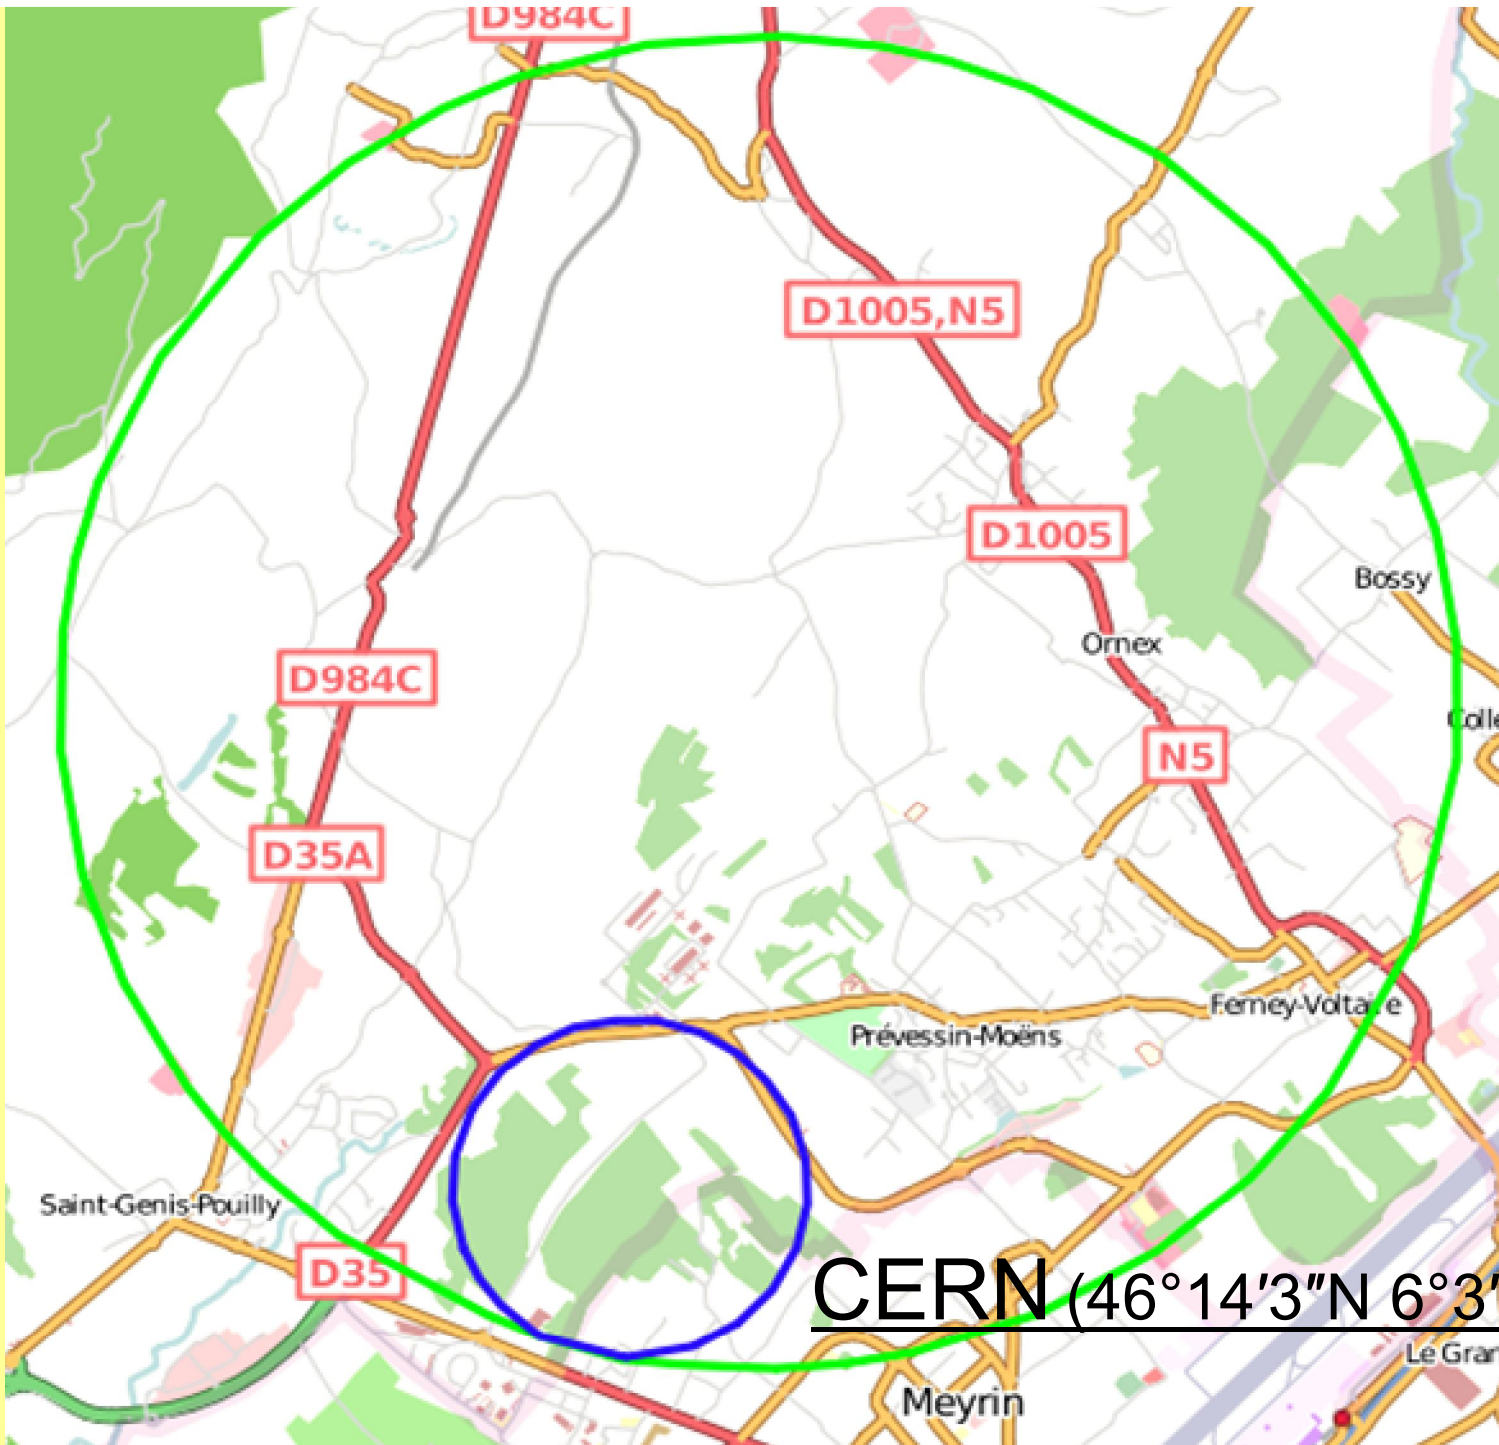 D984C
D1005,N5
D1005
Bossy
Ornex
D984C
N5
D35A
Ferney-Voltaire
Prévessin-Moëns
Saint-Genis-Pouilly
D35
CERN (46°14′3″N 6°3′
Meyrin